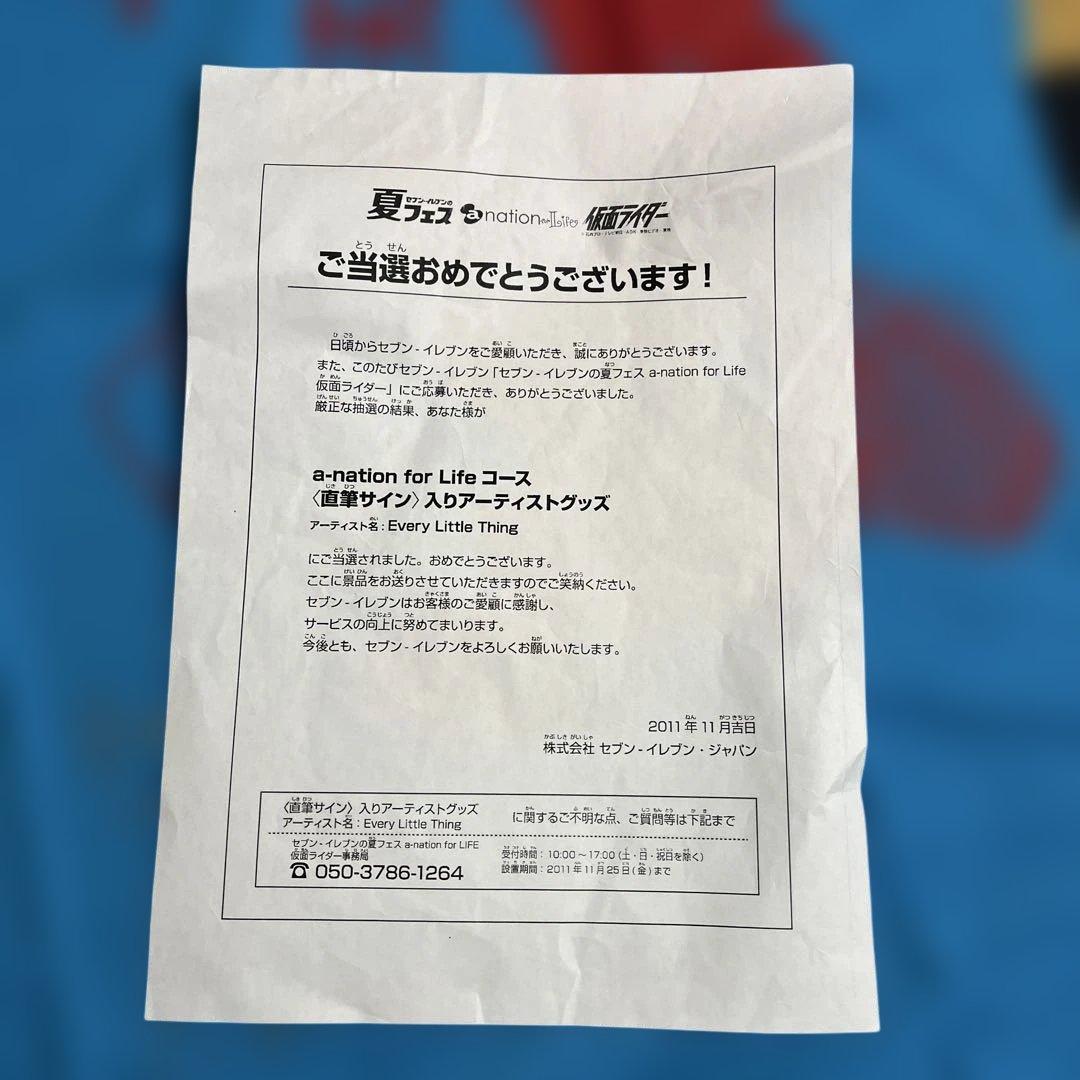 セブン-イレブンの
夏フェス a nation for Life 仮面ライダー
ご当選おめでとうございます!
日頃からセブン-イレブンをご愛顧いただき、誠にありがとうございます。
また、このたびセブン-イレブン「セブン-イレブンの夏フェス a-nation for Life
仮面ライダー」にご応募いただき、ありがとうございました。
厳正な抽選の結果、あなた様が
a-nation for Life コース
〈直筆サイン〉入りアーティストグッズ
アーティスト名:Every Little Thing
にご当選されました。おめでとうございます。
ここに景品をお送りさせていただきますのでご笑納ください。
セブン-イレブンはお客様のご愛顧に感謝し、
サービスの向上に努めてまいります。
今後とも、セブン-イレブンをよろしくお願いいたします。
2011年11月吉日
株式会社 セブン-イレブン・ジャパン
〈直筆サイン〉入りアーティストグッズ
アーティスト名:Every Little Thing
に関するご不明な点、ご質問等は下記まで
セブン-イレブンの夏フェス a-nation for LIFE
仮面ライダー事務局
☎ 050-3786-1264
受付時間:10:00~17:00(土・日・祝日を除く)
設置期間:2011年11月25日(金)まで